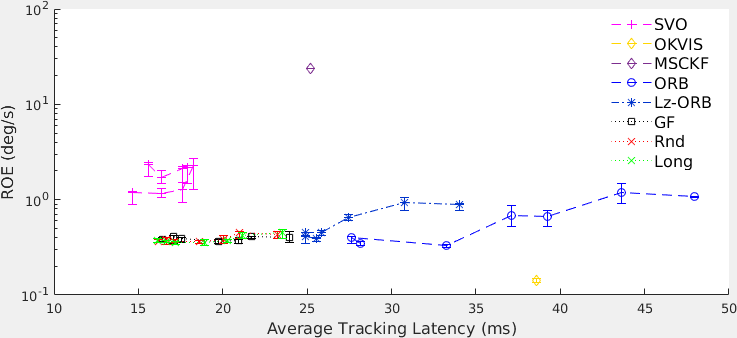 10²
10¹
10⁰
10⁻¹
ROE (deg/s)
SVO
OKVIS
MSCKF
ORB
Lz-ORB
GF
Rnd
Long
10 15 20 25 30 35 40 45 50
Average Tracking Latency (ms)